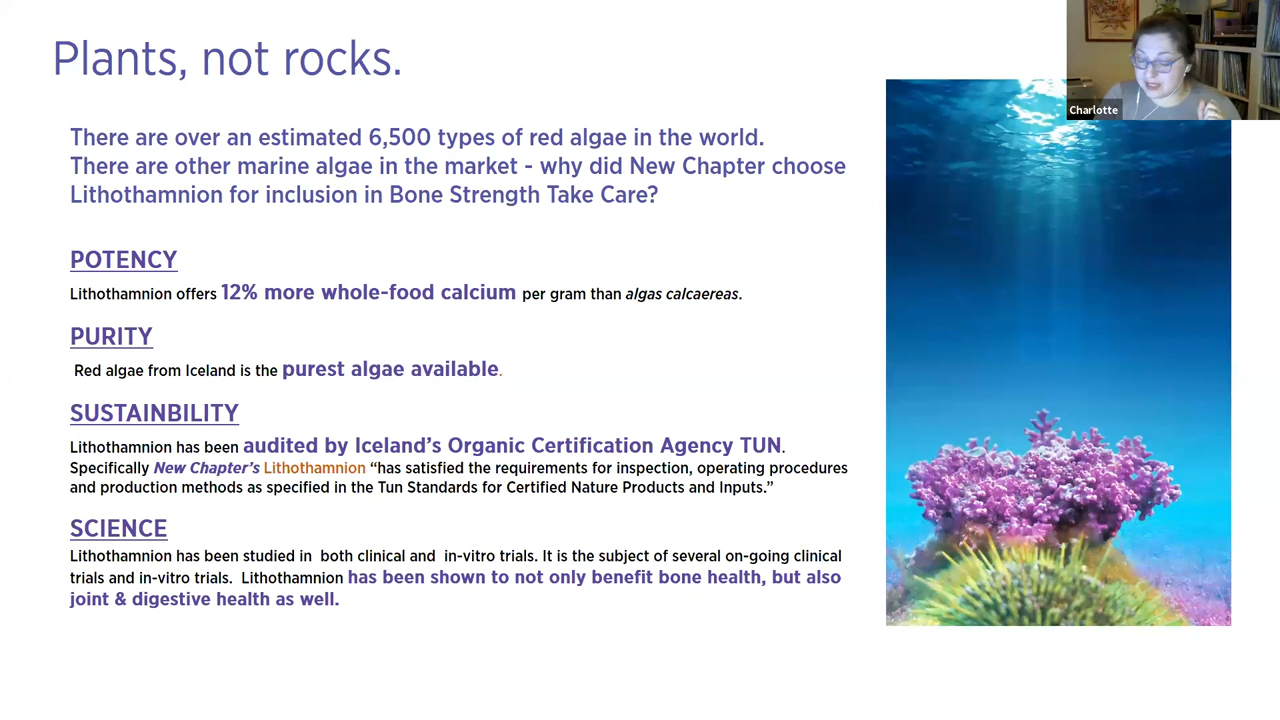 Plants, not rocks.
Charlotte
There are over an estimated 6,500 types of red algae in the world.
There are other marine algae in the market - why did New Chapter choose
Lithothamnion for inclusion in Bone Strength Take Care?
POTENCY
Lithothamnion offers 12% more whole-food calcium per gram than algas calcaereas.
PURITY
Red algae from Iceland is the purest algae available.
SUSTAINBILITY
Lithothamnion has been audited by Iceland’s Organic Certification Agency TUN.
Specifically New Chapter’s Lithothamnion “has satisfied the requirements for inspection, operating procedures
and production methods as specified in the Tun Standards for Certified Nature Products and Inputs.”
SCIENCE
Lithothamnion has been studied in both clinical and in-vitro trials. It is the subject of several on-going clinical
trials and in-vitro trials. Lithothamnion has been shown to not only benefit bone health, but also
joint & digestive health as well.